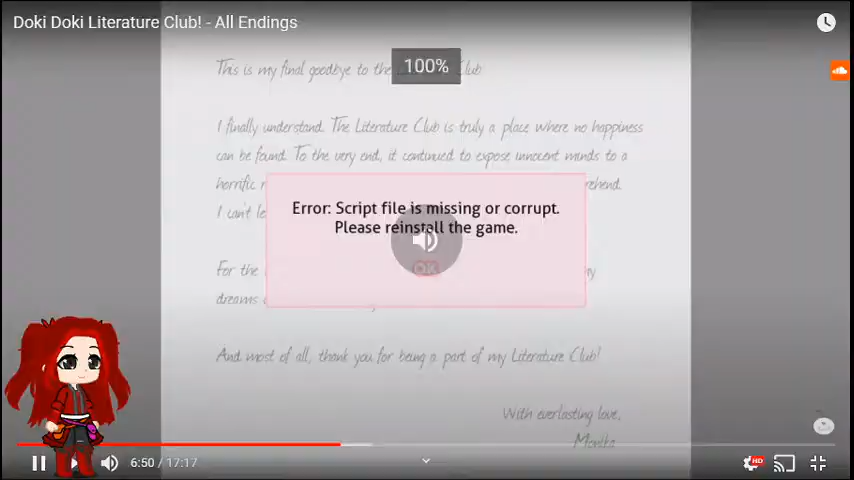 Doki Doki Literature Club! - All Endings
100%
This is my final goodbye to the Club
I finally understand. The Literature Club is truly a place where no happiness
can be found. To the very end, it continued to expose innocent minds to a
horrific
Error: Script file is missing or corrupt.
I can't
Please reinstall the game.
OK
For the
dreams
And most of all, thank you for being a part of my Literature Club!
With everlasting love,
Monika
6:50 / 17:17
HD